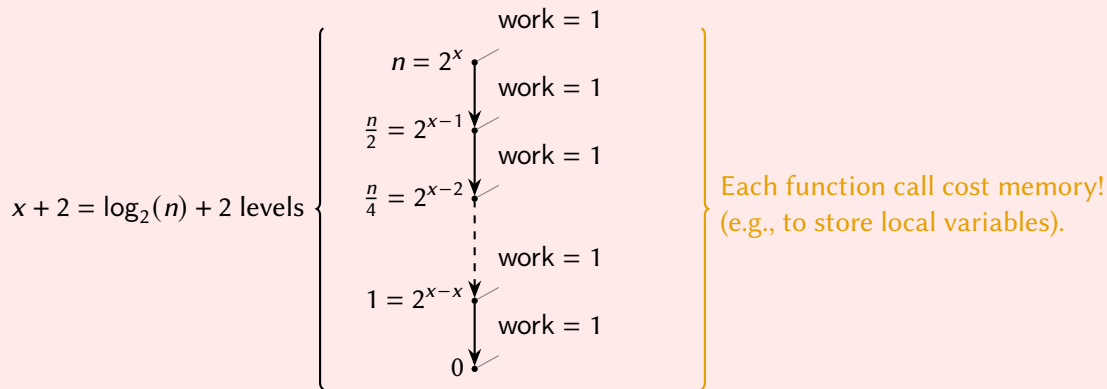 work = 1
n = 2^x
work = 1
n/2 = 2^{x−1}
work = 1
n/4 = 2^{x−2}
x + 2 = log_2(n) + 2 levels
Each function call cost memory!
(e.g., to store local variables).
work = 1
1 = 2^{x−x}
work = 1
0